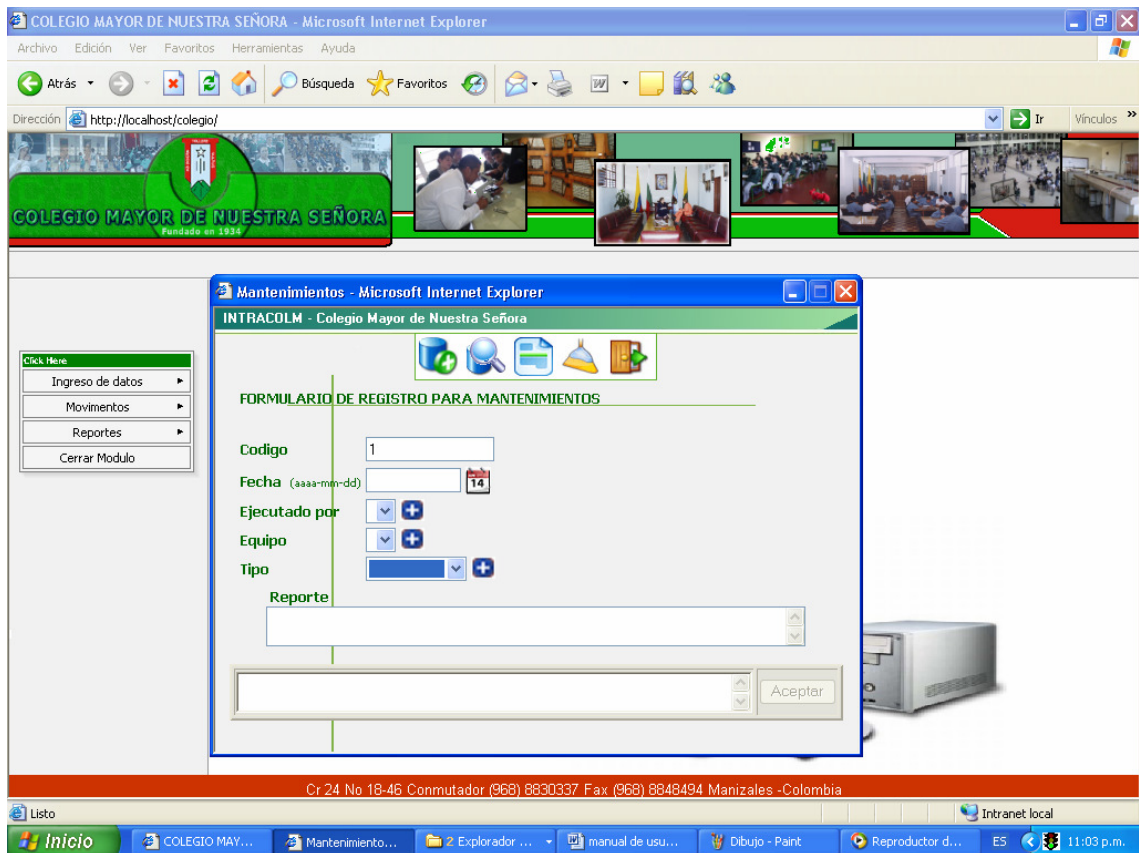 COLEGIO MAYOR DE NUESTRA SEÑORA - Microsoft Internet Explorer
Archivo Edición Ver Favoritos Herramientas Ayuda
Atrás Búsqueda Favoritos
Dirección http://localhost/colegio/ Ir Vínculos »
COLEGIO MAYOR DE NUESTRA SEÑORA
Fundado en 1934
Mantenimientos - Microsoft Internet Explorer
INTRACOLM - Colegio Mayor de Nuestra Señora
Click Here
Ingreso de datos
Movimentos
Reportes
Cerrar Modulo
FORMULARIO DE REGISTRO PARA MANTENIMIENTOS
Codigo 1
Fecha (aaaa-mm-dd) 14
Ejecutado por
Equipo
Tipo
Reporte
Aceptar
Cr 24 No 18-46 Conmutador (968) 8830337 Fax (968) 8848494 Manizales -Colombia
Listo Intranet local
Inicio COLEGIO MAY... Mantenimiento... 2 Explorador ... manual de usu... Dibujo - Paint Reproductor d... ES 11:03 p.m.